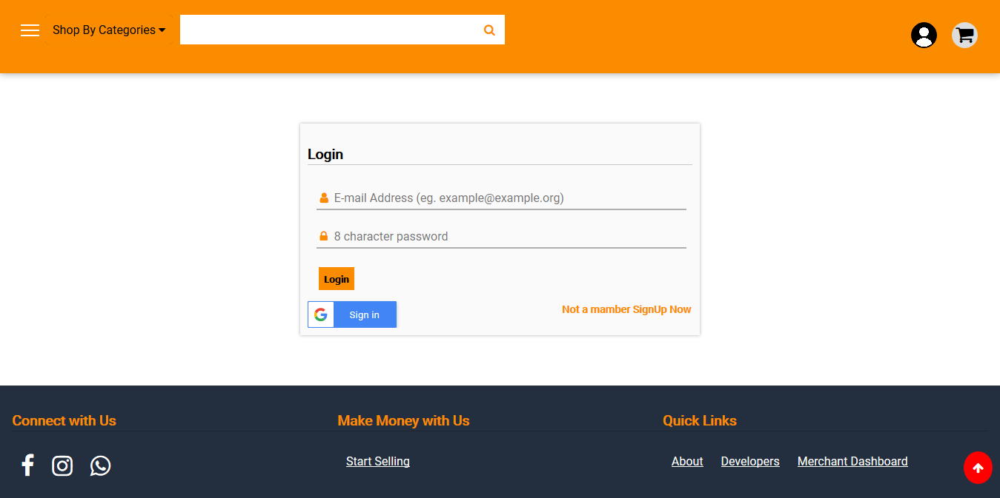 Shop By Categories
Login
E-mail Address (eg. example@example.org)
8 character password
Login
Sign in
Not a mamber SignUp Now
Connect with Us
Make Money with Us
Quick Links
Start Selling
About Developers Merchant Dashboard